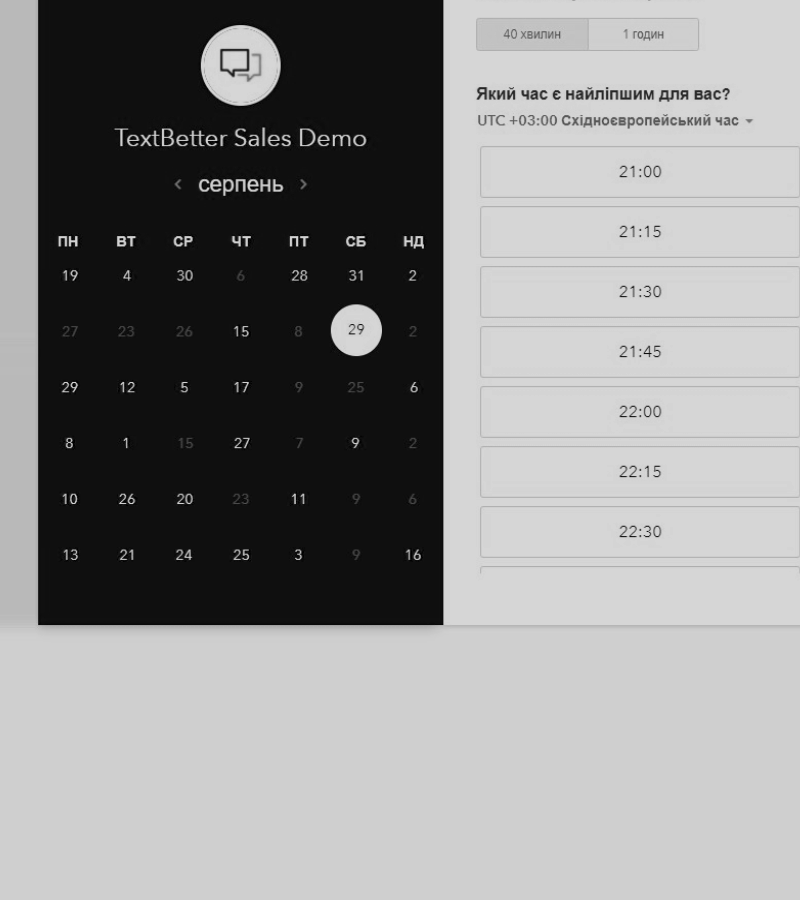 TextBetter Sales Demo
серпень
ПН ВТ СР ЧТ ПТ СБ НД
19 4 30 6 28 31 2
27 23 26 15 8 29 2
29 12 5 17 9 25 6
8 1 15 27 7 9 2
10 26 20 23 11 9 6
13 21 24 25 3 9 16
40 хвилин 1 годин
Який час є найліпшим для вас?
UTC +03:00 Східноєвропейський час
21:00
21:15
21:30
21:45
22:00
22:15
22:30